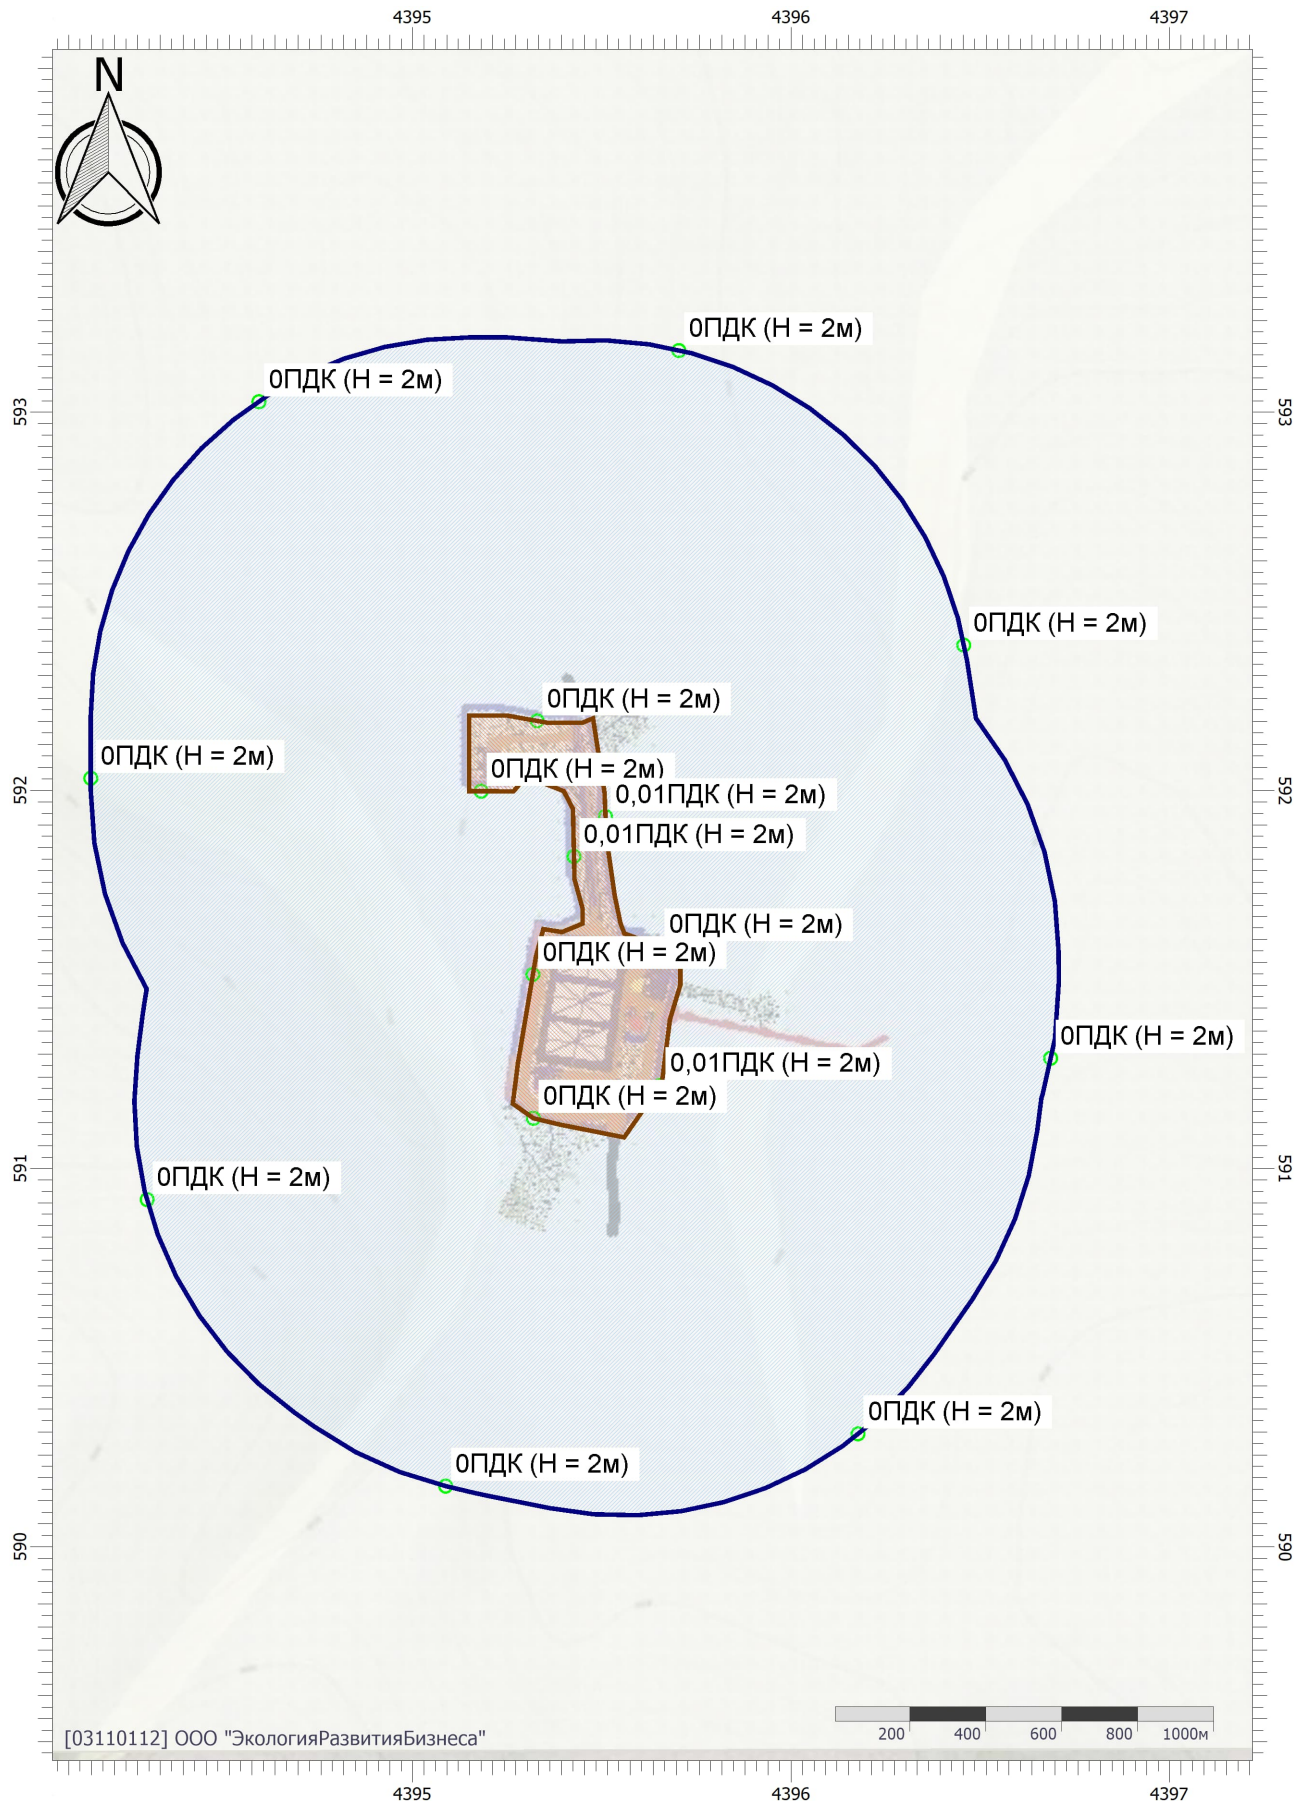 4395 4396 4397
N
0ПДК (H = 2м)
0ПДК (H = 2м)
593 593
0ПДК (H = 2м)
0ПДК (H = 2м)
0ПДК (H = 2м)
0ПДК (H = 2м)
592 592
0,01ПДК (H = 2м)
0,01ПДК (H = 2м)
0ПДК (H = 2м)
0ПДК (H = 2м)
0ПДК (H = 2м)
0,01ПДК (H = 2м)
0ПДК (H = 2м)
591 591
0ПДК (H = 2м)
0ПДК (H = 2м)
0ПДК (H = 2м)
590 590
[03110112] ООО "ЭкологияРазвитияБизнеса"
200 400 600 800 1000м
4395 4396 4397